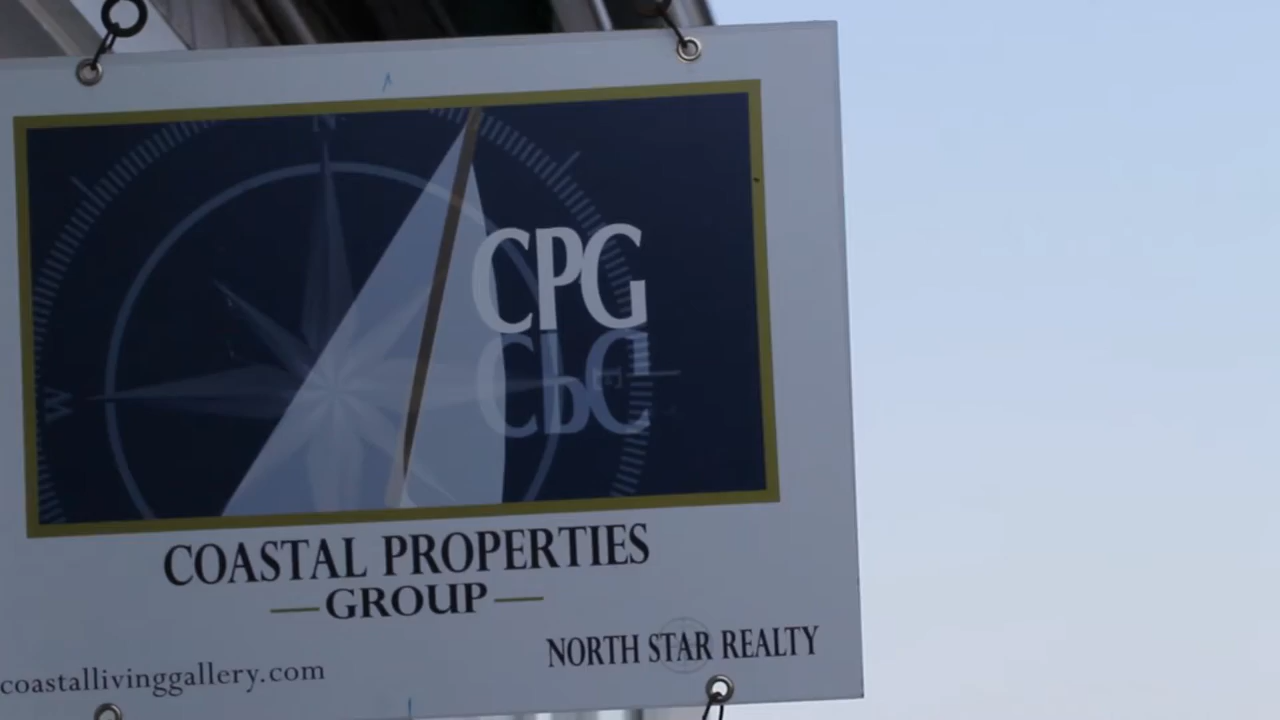 N
CPG
W
E
COASTAL PROPERTIES
GROUP
NORTH STAR REALTY
coastallivinggallery.com